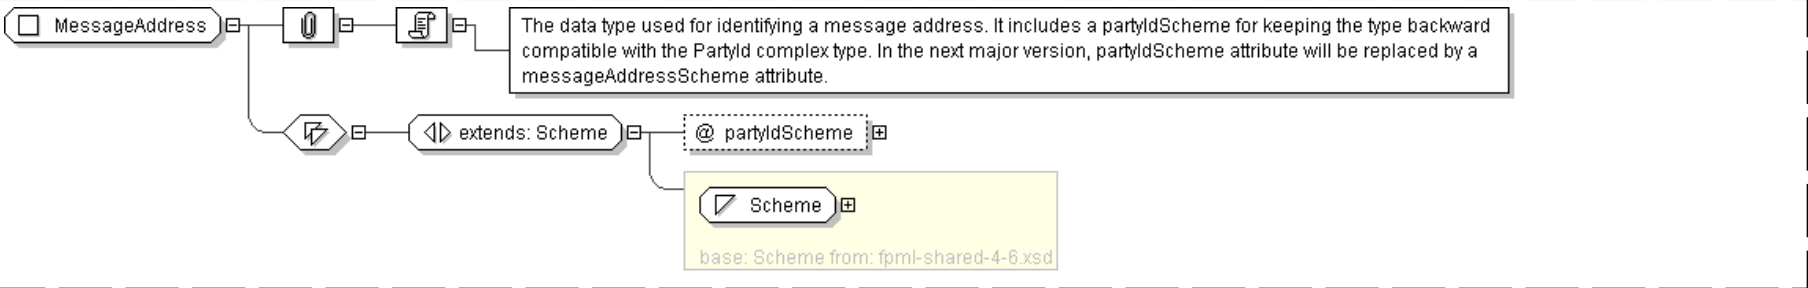 MessageAddress
The data type used for identifying a message address. It includes a partyIdScheme for keeping the type backward
compatible with the PartyId complex type. In the next major version, partyIdScheme attribute will be replaced by a
messageAddressScheme attribute.
extends: Scheme
@ partyIdScheme
Scheme
base: Scheme from: fpml-shared-4-6.xsd